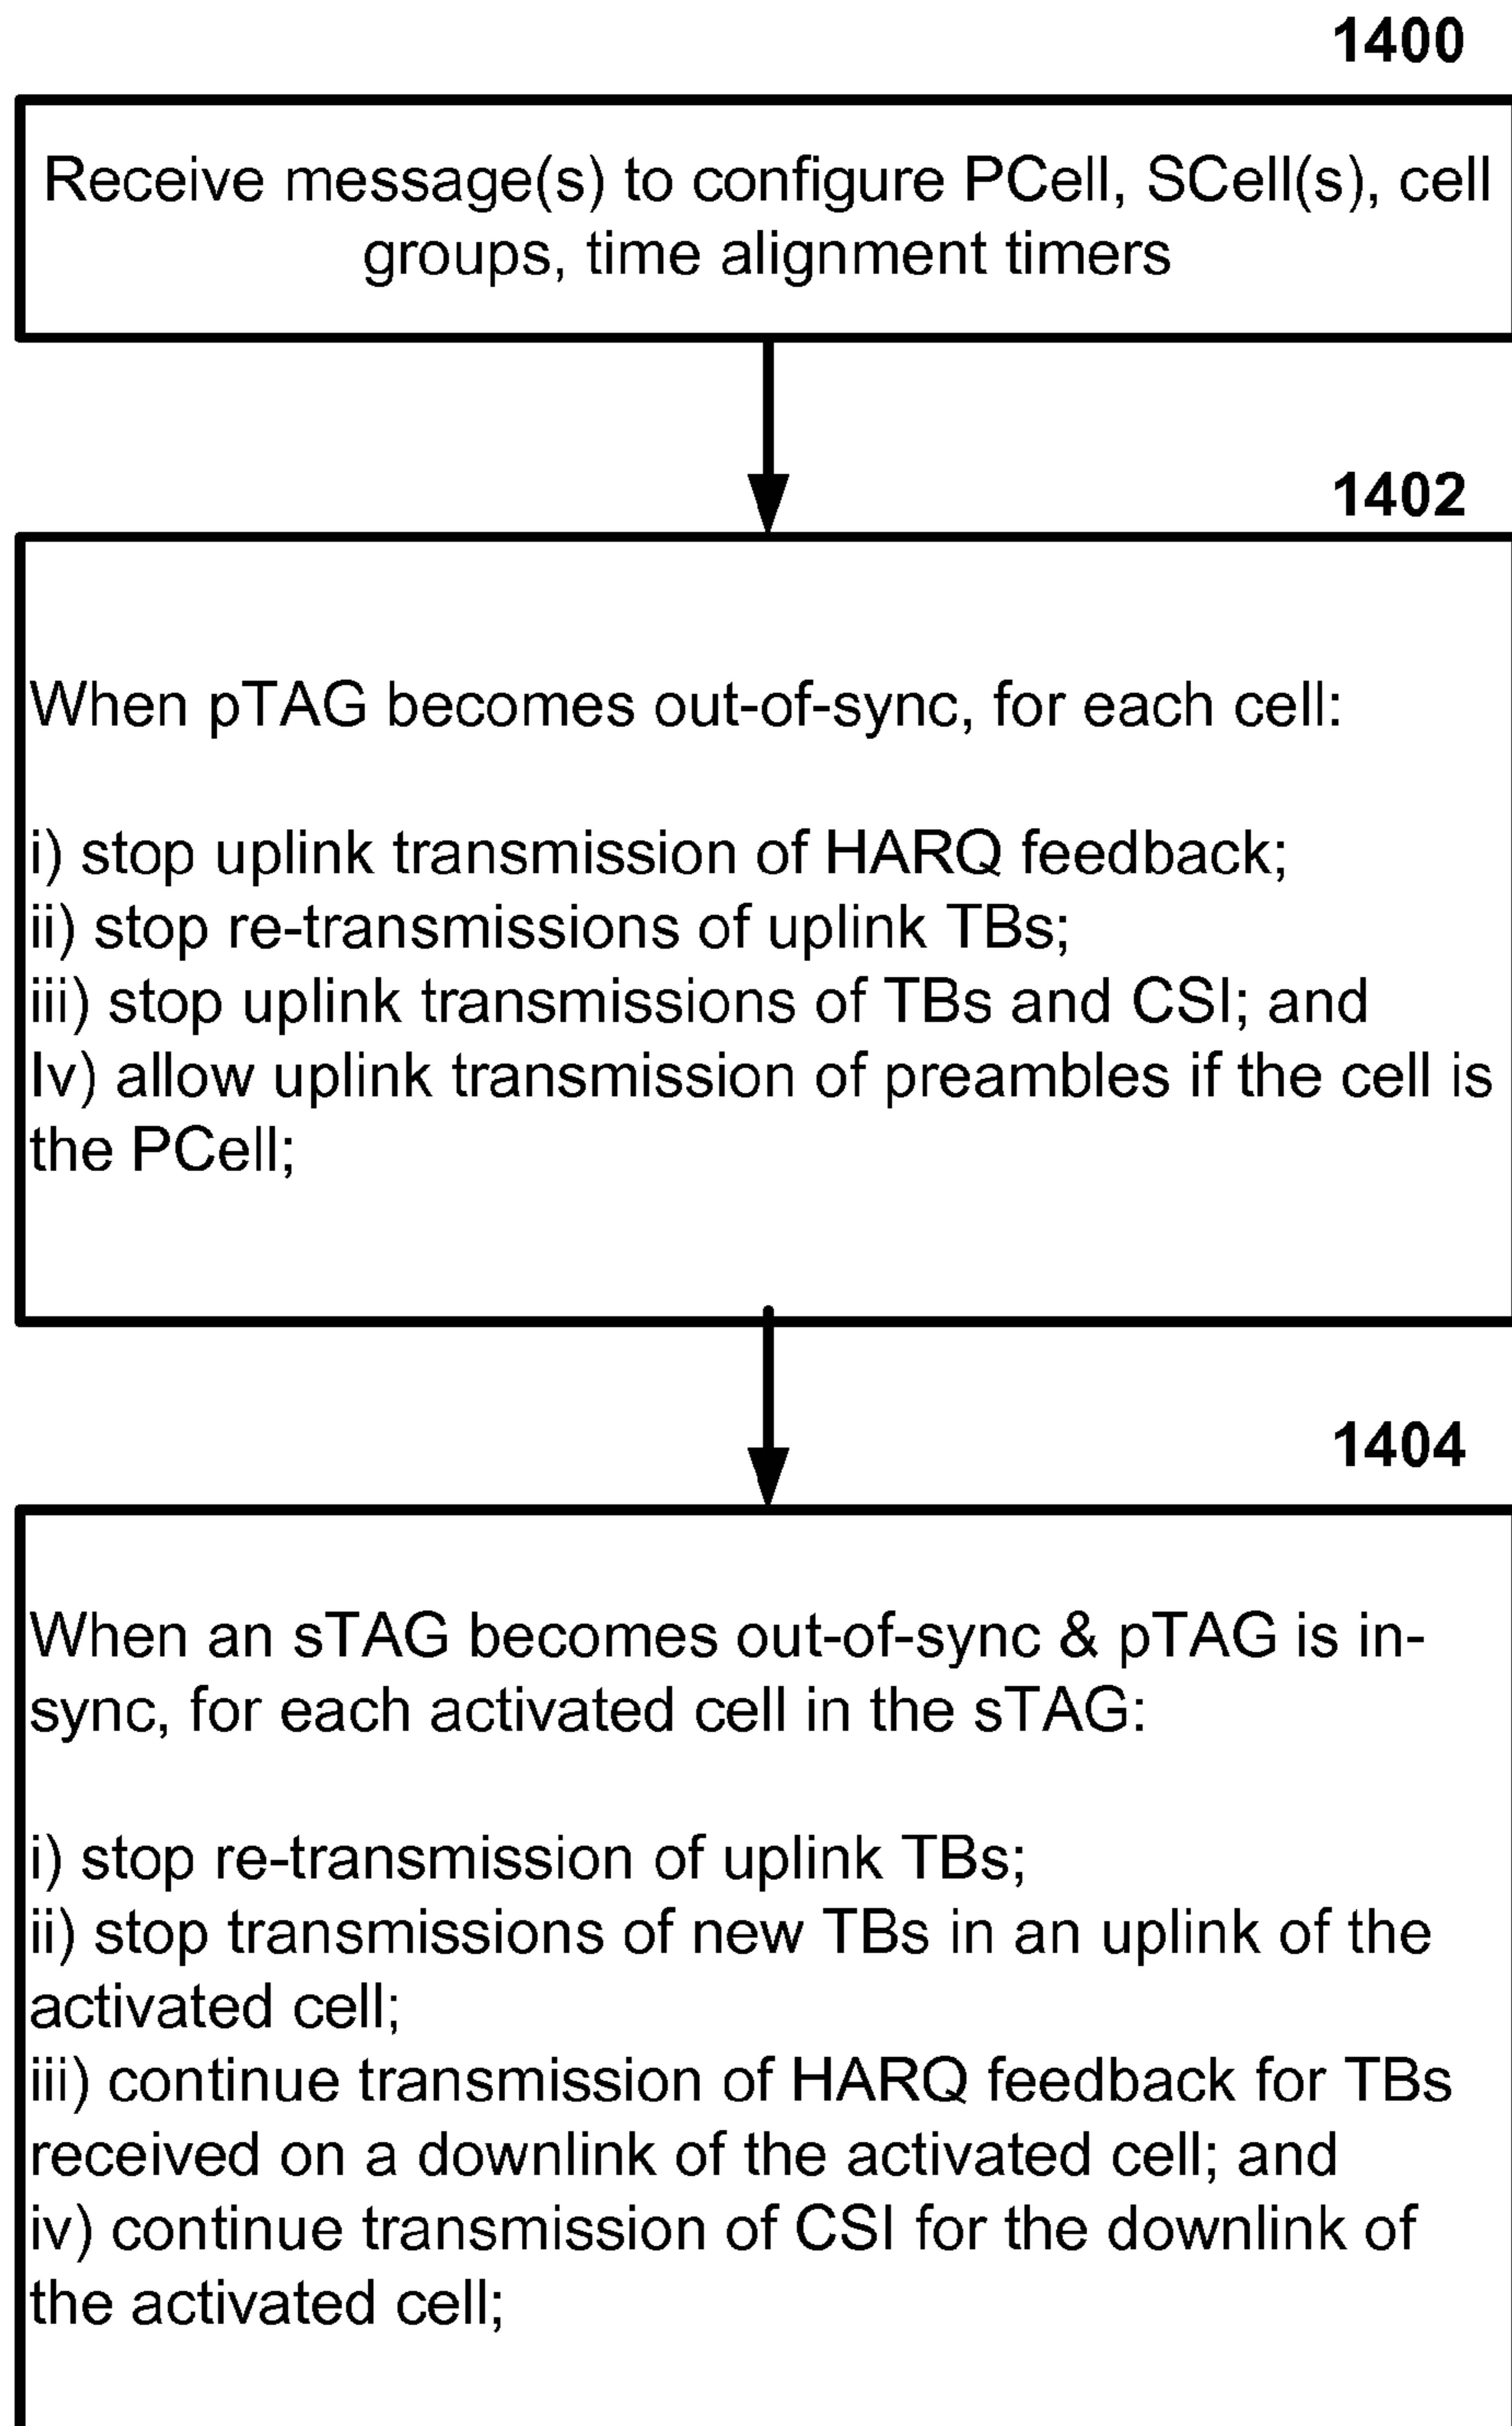 1400
Receive message(s) to configure PCell, SCell(s), cell
groups, time alignment timers
1402
When pTAG becomes out-of-sync, for each cell:
i) stop uplink transmission of HARQ feedback;
ii) stop re-transmissions of uplink TBs;
iii) stop uplink transmissions of TBs and CSI; and
Iv) allow uplink transmission of preambles if the cell is
the PCell;
1404
When an sTAG becomes out-of-sync & pTAG is in-
sync, for each activated cell in the sTAG:
i) stop re-transmission of uplink TBs;
ii) stop transmissions of new TBs in an uplink of the
activated cell;
iii) continue transmission of HARQ feedback for TBs
received on a downlink of the activated cell; and
iv) continue transmission of CSI for the downlink of
the activated cell;